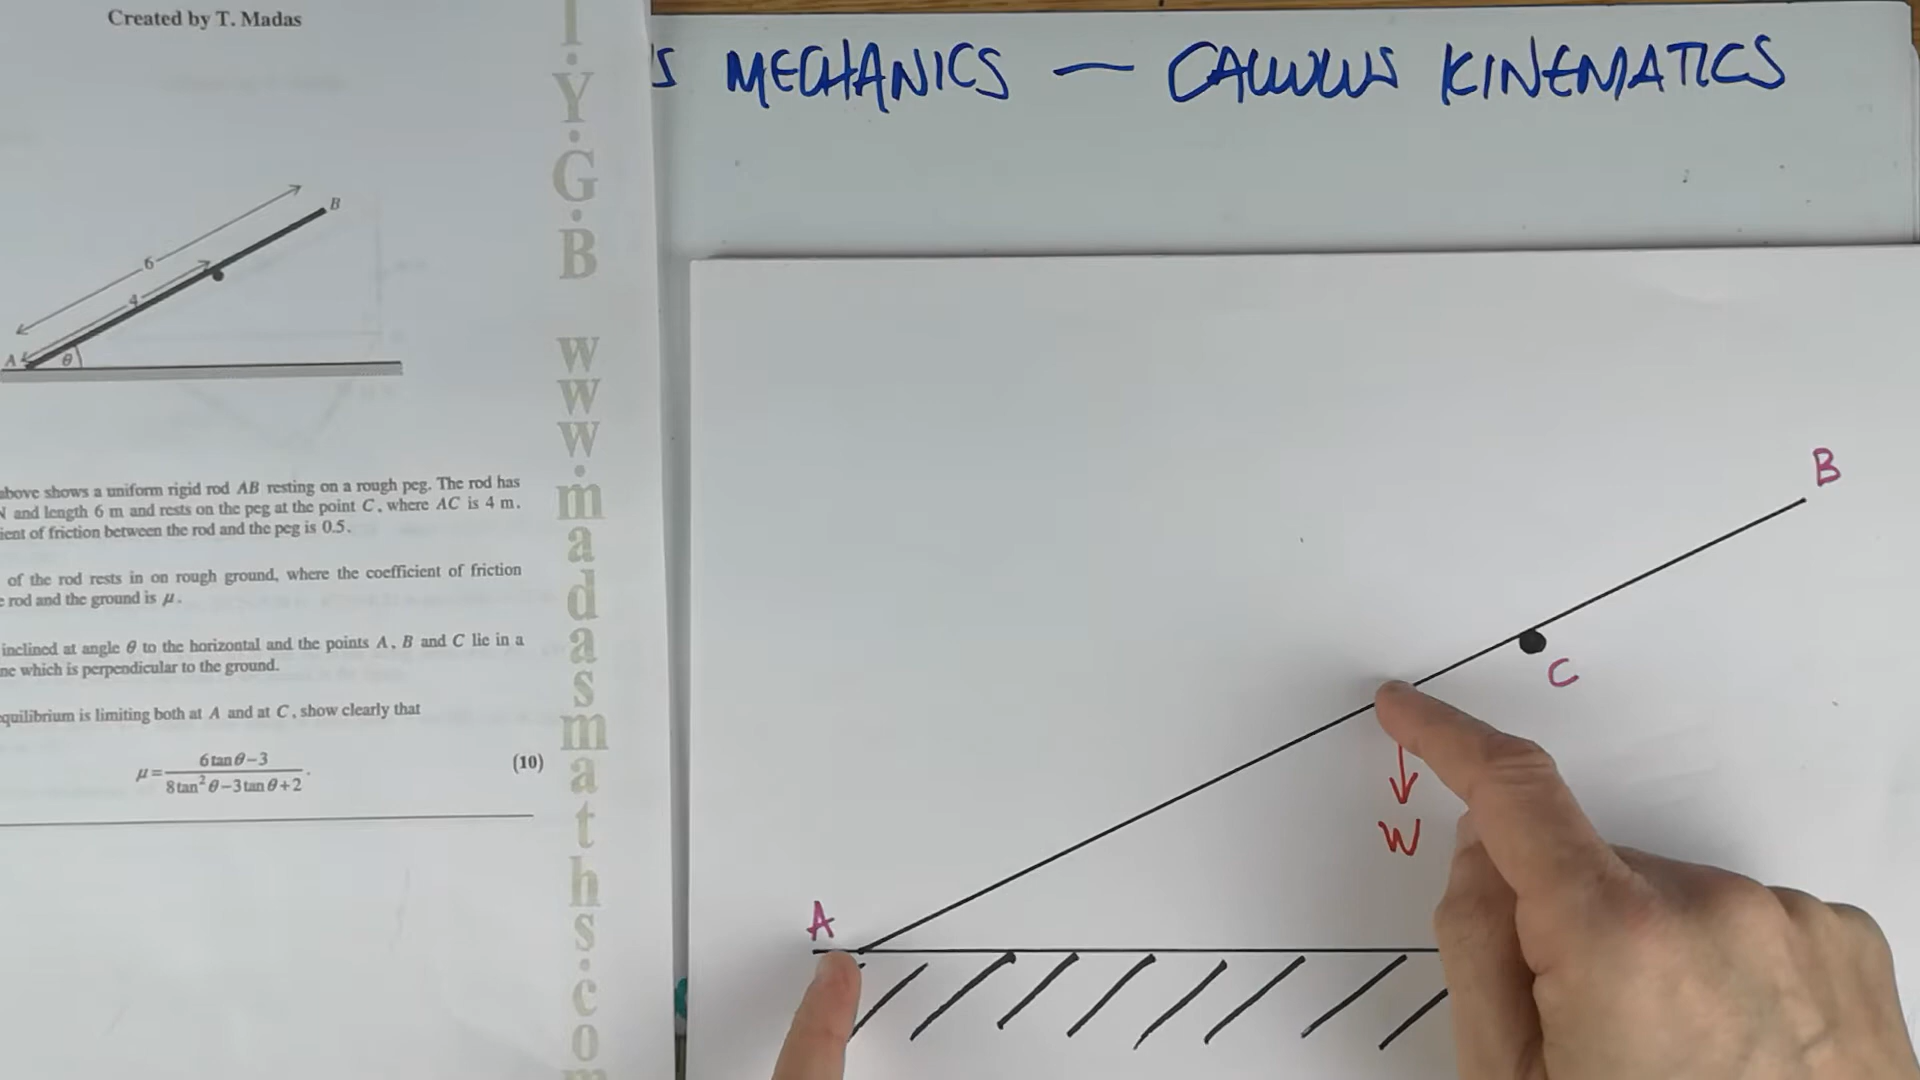 Created by T. Madas
I.Y.G.B
www.madasmaths.co
'S MECHANICS — CALCULUS KINEMATICS
B
6
4
A
θ
above shows a uniform rigid rod AB resting on a rough peg. The rod has
N and length 6 m and rests on the peg at the point C, where AC is 4 m.
ient of friction between the rod and the peg is 0.5.
of the rod rests in on rough ground, where the coefficient of friction
e rod and the ground is μ.
inclined at angle θ to the horizontal and the points A, B and C lie in a
ne which is perpendicular to the ground.
equilibrium is limiting both at A and at C, show clearly that
μ = (6 tan θ − 3) / (8 tan² θ − 3 tan θ + 2).
(10)
B
C
W
A